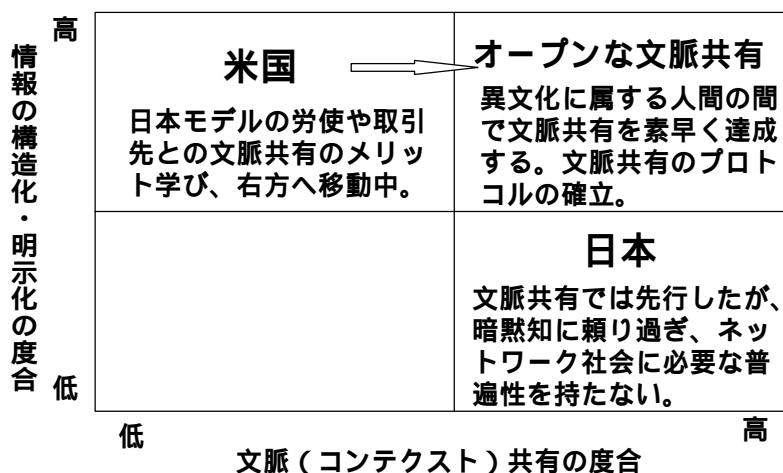 情報の構造化・明示化の度合
高
米国
日本モデルの労使や取引
先との文脈共有のメリッ
ト学び、右方へ移動中。
オープンな文脈共有
異文化に属する人間の間
で文脈共有を素早く達成
する。文脈共有のプロト
コルの確立。
日本
文脈共有では先行したが、
暗黙知に頼り過ぎ、ネッ
トワーク社会に必要な普
遍性を持たない。
低
低
高
文脈(コンテクスト)共有の度合